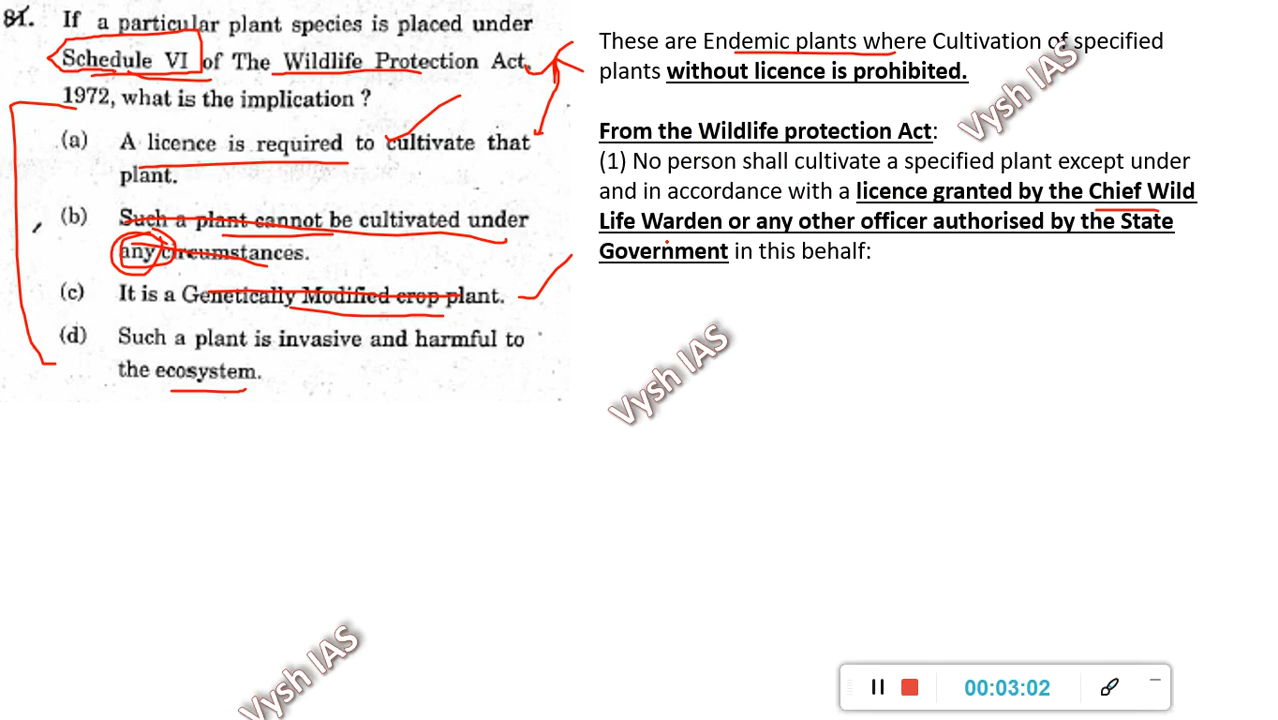 81. If a particular plant species is placed under
Schedule VI of The Wildlife Protection Act,
1972, what is the implication ?
(a) A licence is required to cultivate that
plant.
(b) Such a plant cannot be cultivated under
any circumstances.
(c) It is a Genetically Modified crop plant.
(d) Such a plant is invasive and harmful to
the ecosystem.
These are Endemic plants where Cultivation of specified
plants without licence is prohibited.
From the Wildlife protection Act:
(1) No person shall cultivate a specified plant except under
and in accordance with a licence granted by the Chief Wild
Life Warden or any other officer authorised by the State
Government in this behalf:
Vysh IAS
Vysh IAS
Vysh IAS
00:03:02